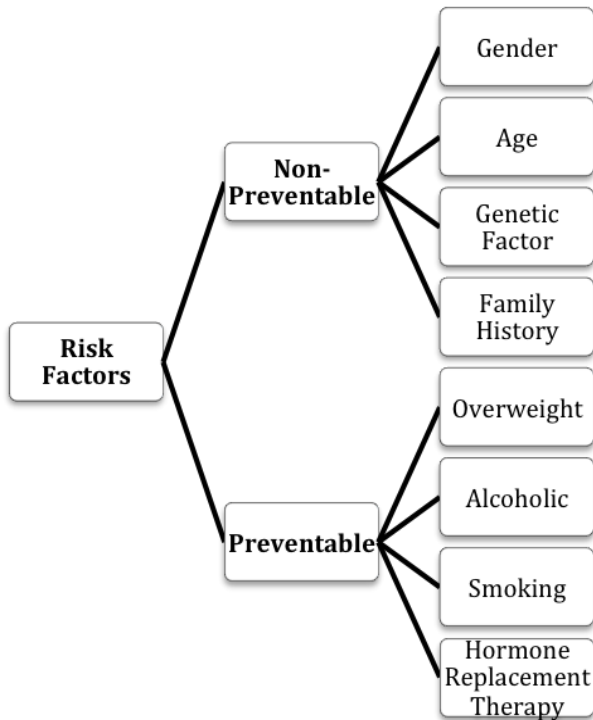 Risk
Factors
Non-
Preventable
Gender
Age
Genetic
Factor
Family
History
Preventable
Overweight
Alcoholic
Smoking
Hormone
Replacement
Therapy